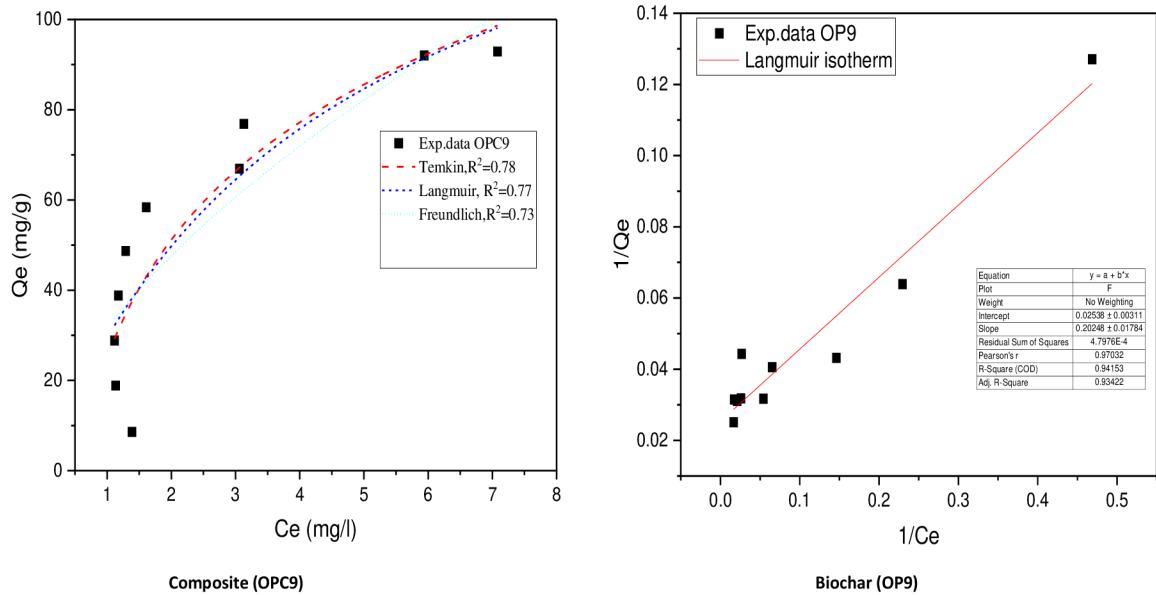 100
80
60
40
20
0
Qe (mg/g)
1 2 3 4 5 6 7 8
Ce (mg/l)
Exp.data OPC9
Temkin,R²=0.78
Langmuir, R²=0.77
Freundlich,R²=0.73
Composite (OPC9)
0.14
0.12
0.10
0.08
0.06
0.04
0.02
1/Qe
0.0 0.1 0.2 0.3 0.4 0.5
1/Ce
Exp.data OP9
Langmuir isotherm
Equation y = a + b*x
Plot F
Weight No Weighting
Intercept 0.02538 ± 0.00311
Slope 0.20248 ± 0.01784
Residual Sum of Squares 4.7976E-4
Pearson's r 0.97032
R-Square (COD) 0.94153
Adj. R-Square 0.93422
Biochar (OP9)